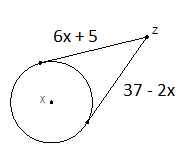 6x + 5
z
37 - 2x
x